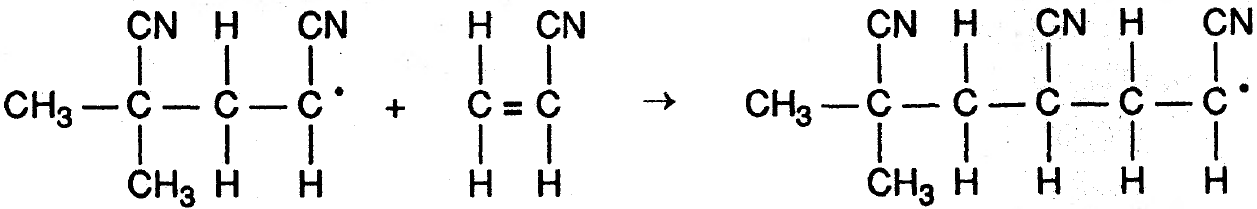 CN H CN H CN CN H CN H CN
CH₃—C—C—C• + C=C → CH₃—C—C—C—C—C•
CH₃ H H H H CH₃ H H H H